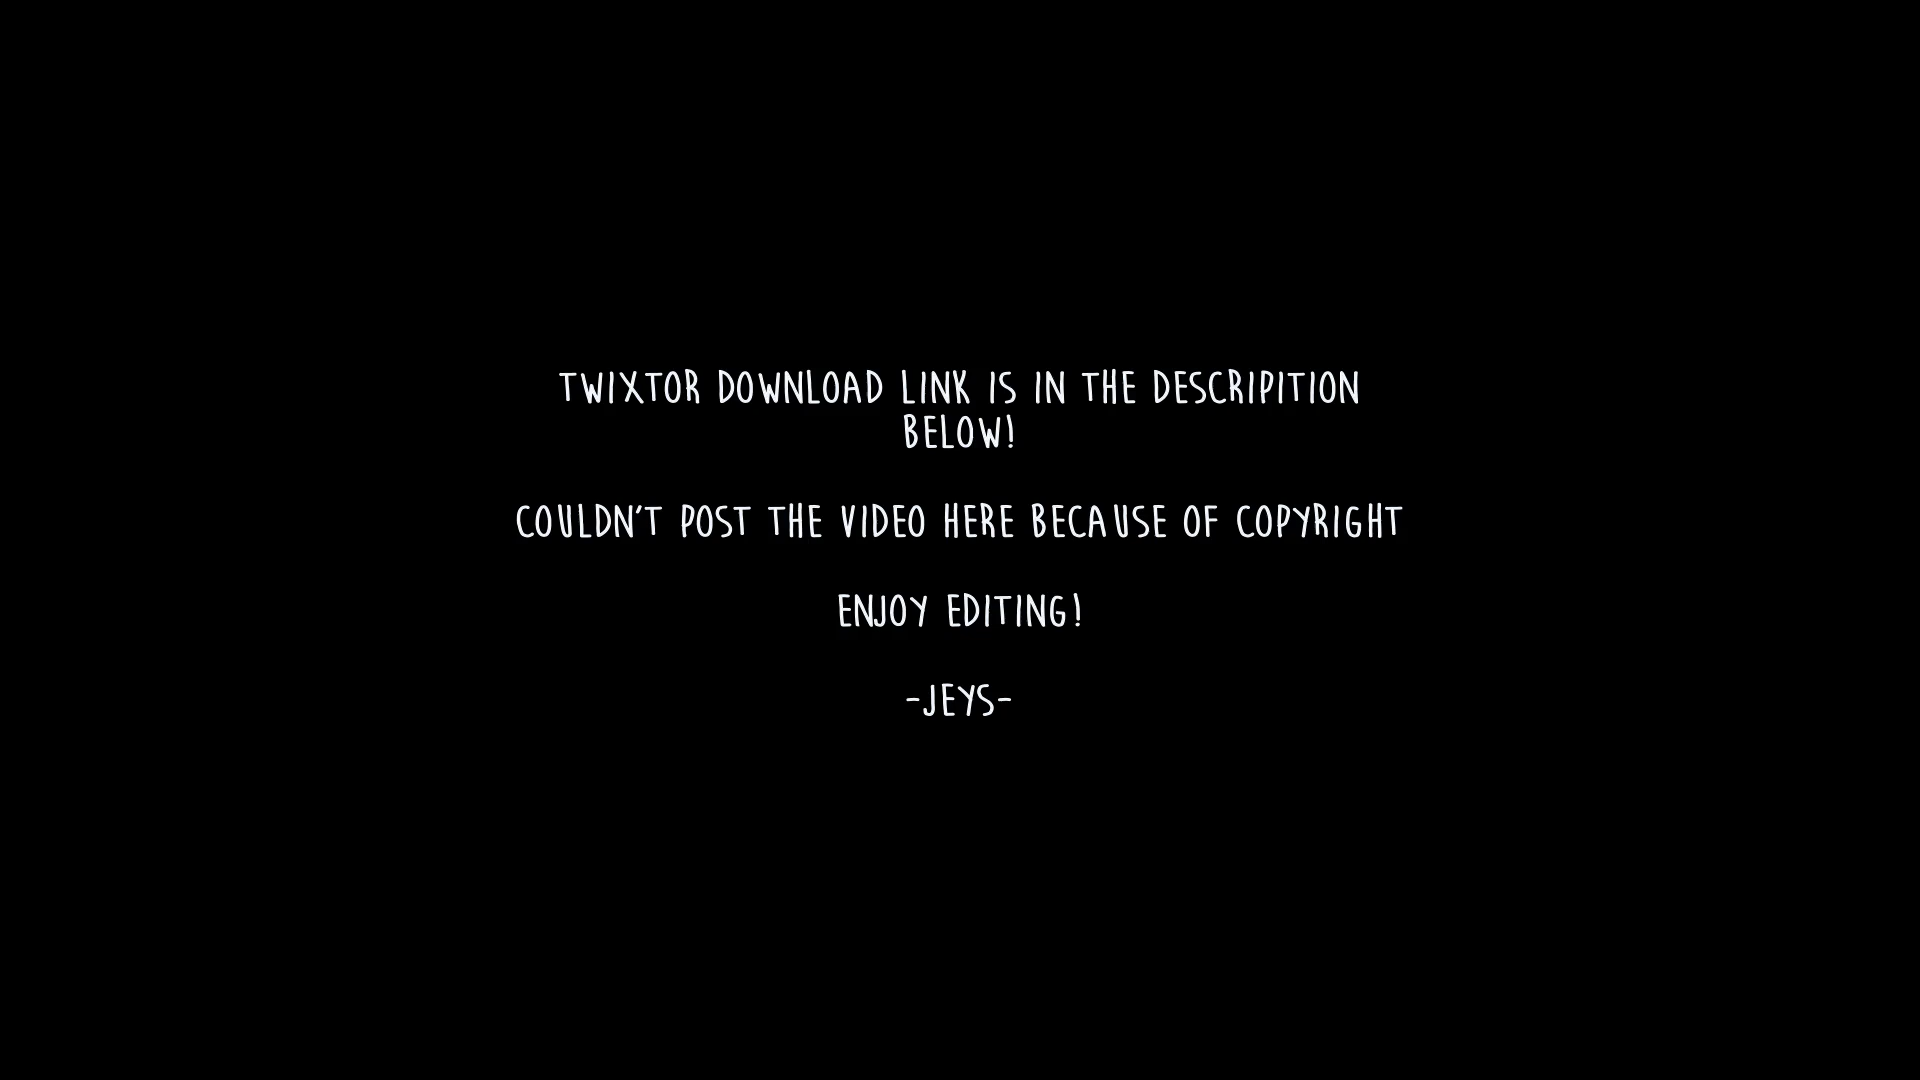 TWIXTOR DOWNLOAD LINK IS IN THE DESCRIPITION
BELOW!
COULDN'T POST THE VIDEO HERE BECAUSE OF COPYRIGHT
ENJOY EDITING!
-JEYS-